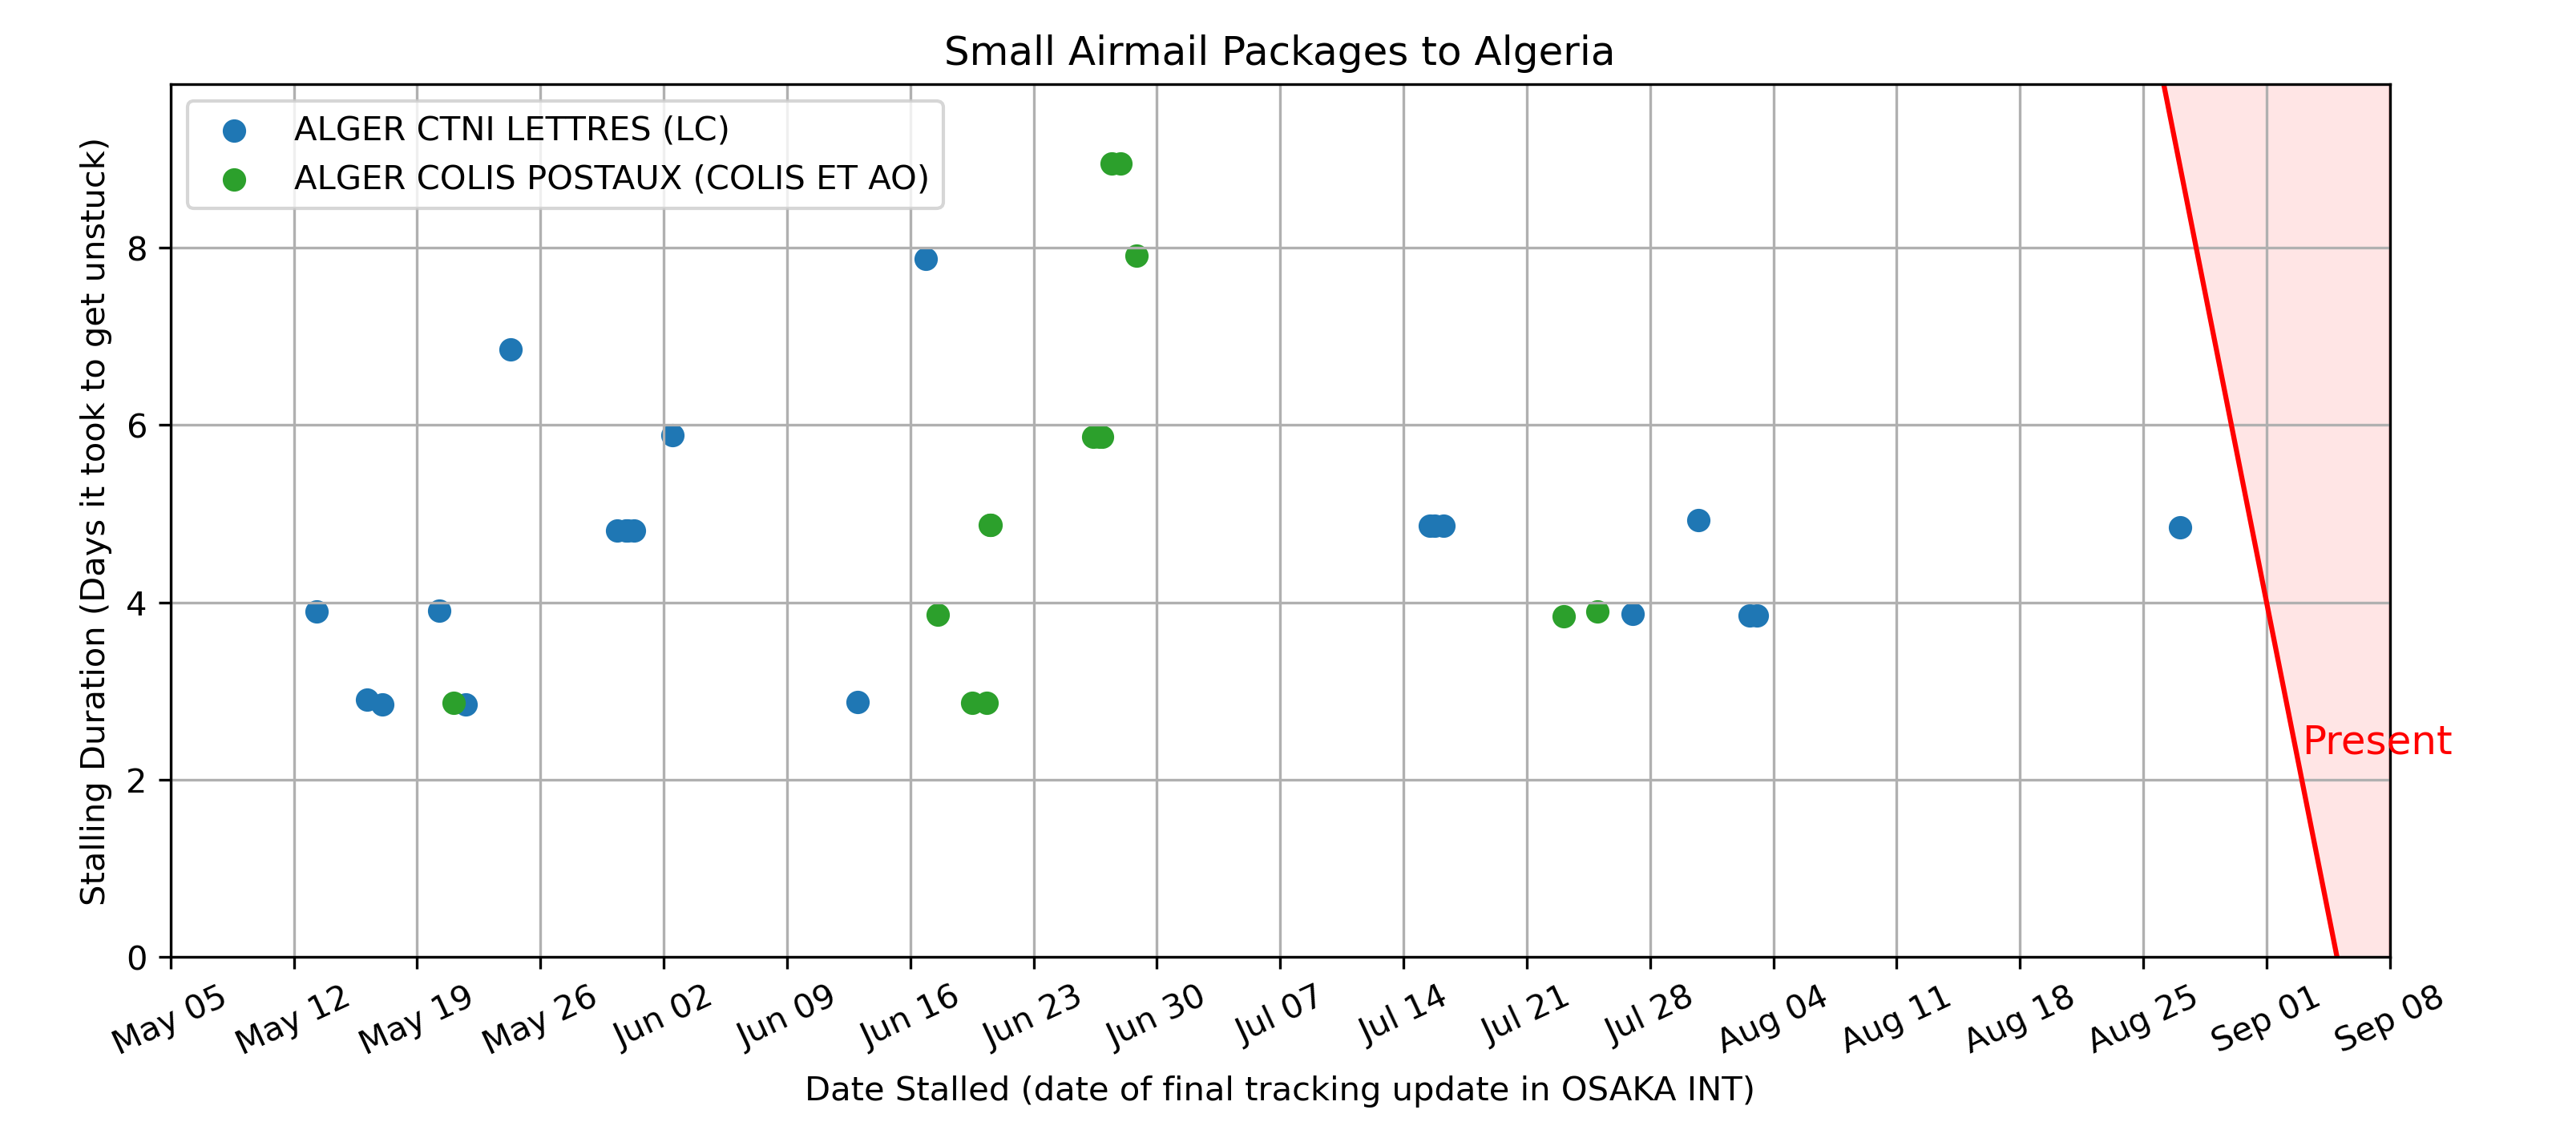 Small Airmail Packages to Algeria
ALGER CTNI LETTRES (LC)
ALGER COLIS POSTAUX (COLIS ET AO)
Stalling Duration (Days it took to get unstuck)
8
6
4
2
0
Present
May 05
May 12
May 19
May 26
Jun 02
Jun 09
Jun 16
Jun 23
Jun 30
Jul 07
Jul 14
Jul 21
Jul 28
Aug 04
Aug 11
Aug 18
Aug 25
Sep 01
Sep 08
Date Stalled (date of final tracking update in OSAKA INT)